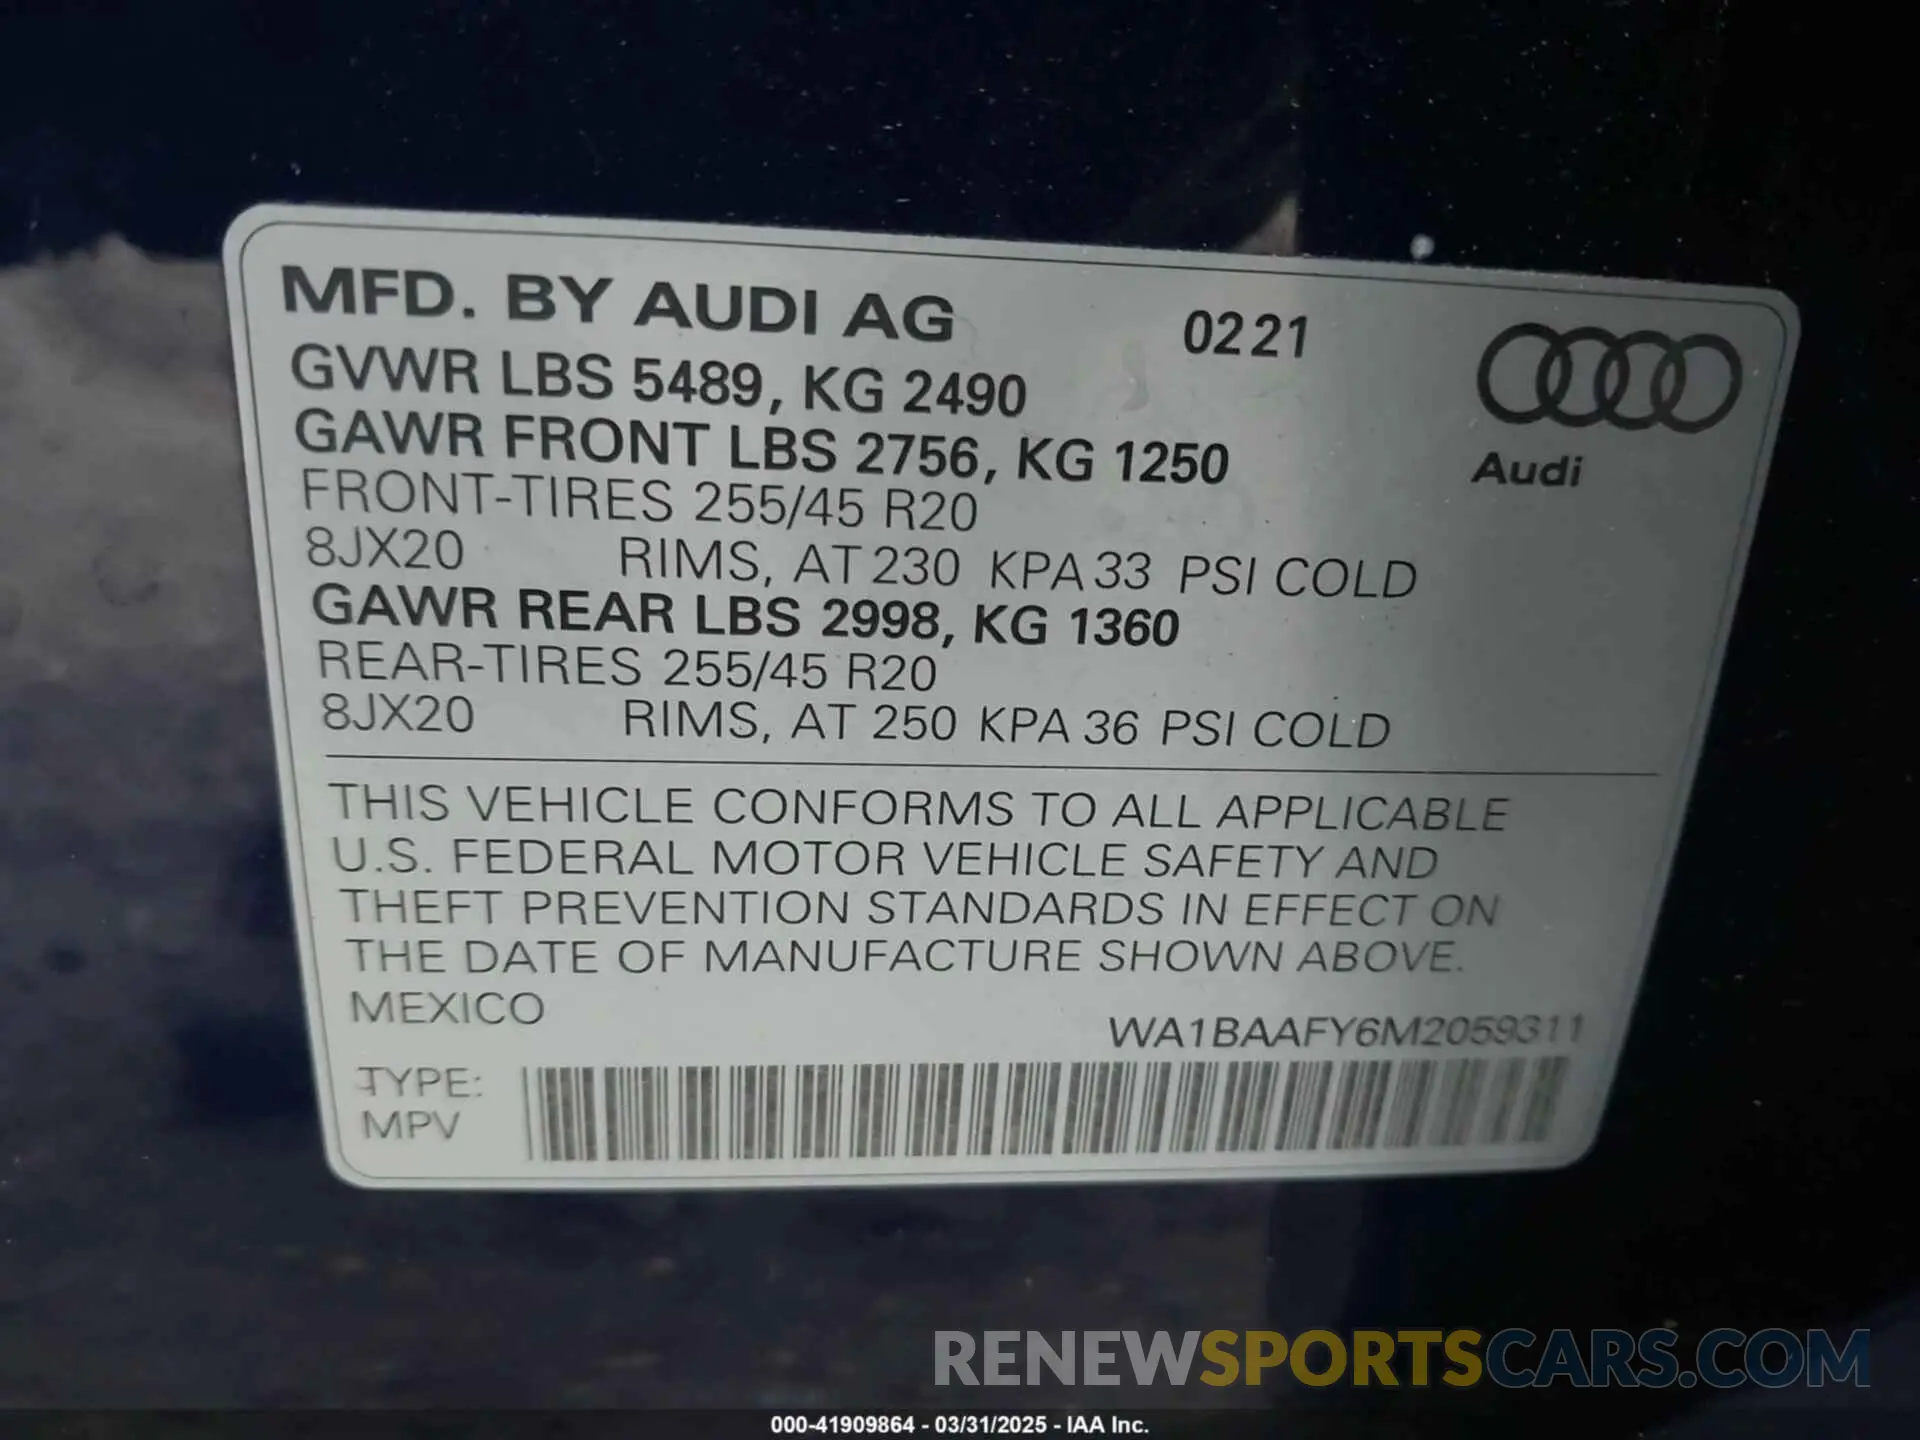 MFD. BY AUDI AG 0221
GVWR LBS 5489, KG 2490
GAWR FRONT LBS 2756, KG 1250
Audi
FRONT-TIRES 255/45 R20
8JX20 RIMS, AT 230 KPA 33 PSI COLD
GAWR REAR LBS 2998, KG 1360
REAR-TIRES 255/45 R20
8JX20 RIMS, AT 250 KPA 36 PSI COLD
THIS VEHICLE CONFORMS TO ALL APPLICABLE
U.S. FEDERAL MOTOR VEHICLE SAFETY AND
THEFT PREVENTION STANDARDS IN EFFECT ON
THE DATE OF MANUFACTURE SHOWN ABOVE.
MEXICO
WA1BAAFY6M2059311
TYPE:
MPV
RENEWSPORTSCARS.COM
000-41909864 - 03/31/2025 - IAA Inc.